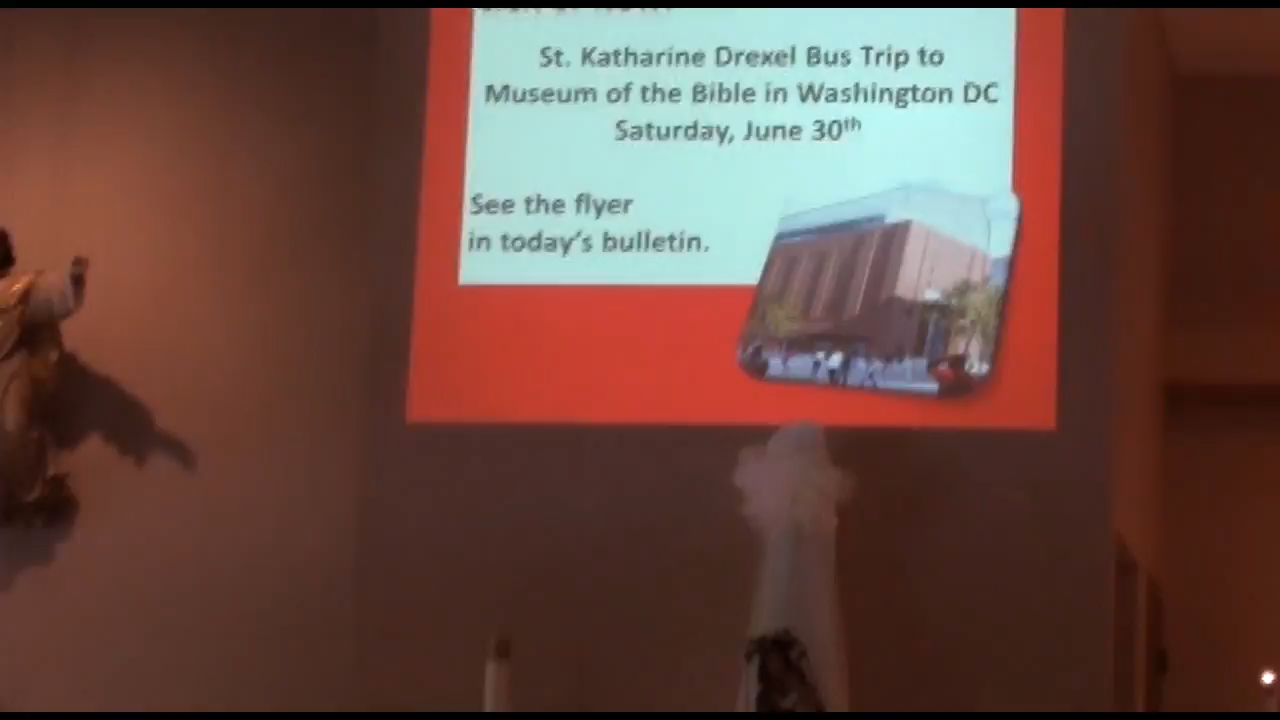 St. Katharine Drexel Bus Trip to
Museum of the Bible in Washington DC
Saturday, June 30th
See the flyer
in today's bulletin.